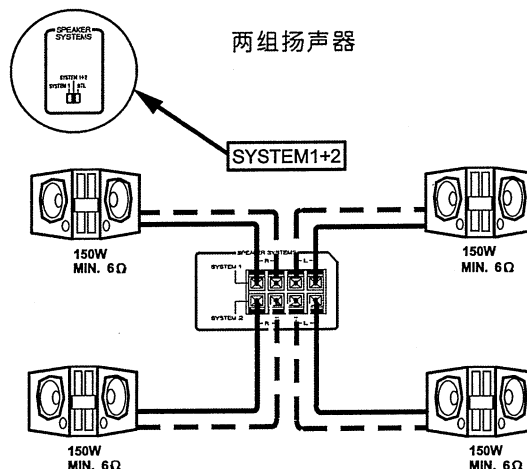 SPEAKER
SYSTEMS
两组扬声器
SYSTEM 1+2
SYSTEM 1 BTL
SYSTEM1+2
150W
MIN. 6Ω
150W
MIN. 6Ω
SPEAKER SYSTEMS
R L
SYSTEM 1
SYSTEM 2
R L
150W
MIN. 6Ω
150W
MIN. 6Ω